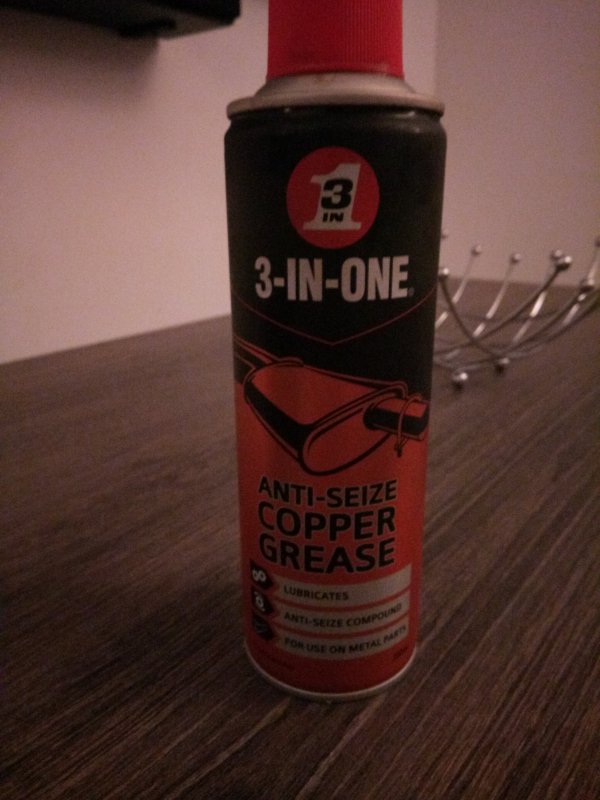 3
IN
1
3-IN-ONE
ANTI-SEIZE
COPPER
GREASE
LUBRICATES
ANTI-SEIZE COMPOUND
FOR USE ON METAL PARTS